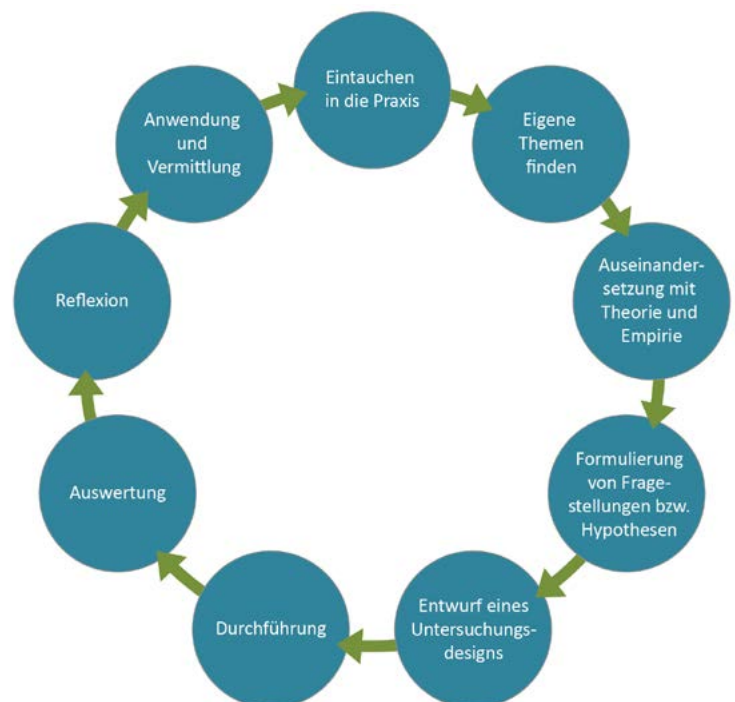 Eintauchen
in die Praxis
Eigene
Themen
finden
Auseinander-
setzung mit
Theorie und
Empirie
Formulierung
von Frage-
stellungen bzw.
Hypothesen
Entwurf eines
Untersuchungs-
designs
Durchführung
Auswertung
Reflexion
Anwendung
und
Vermittlung